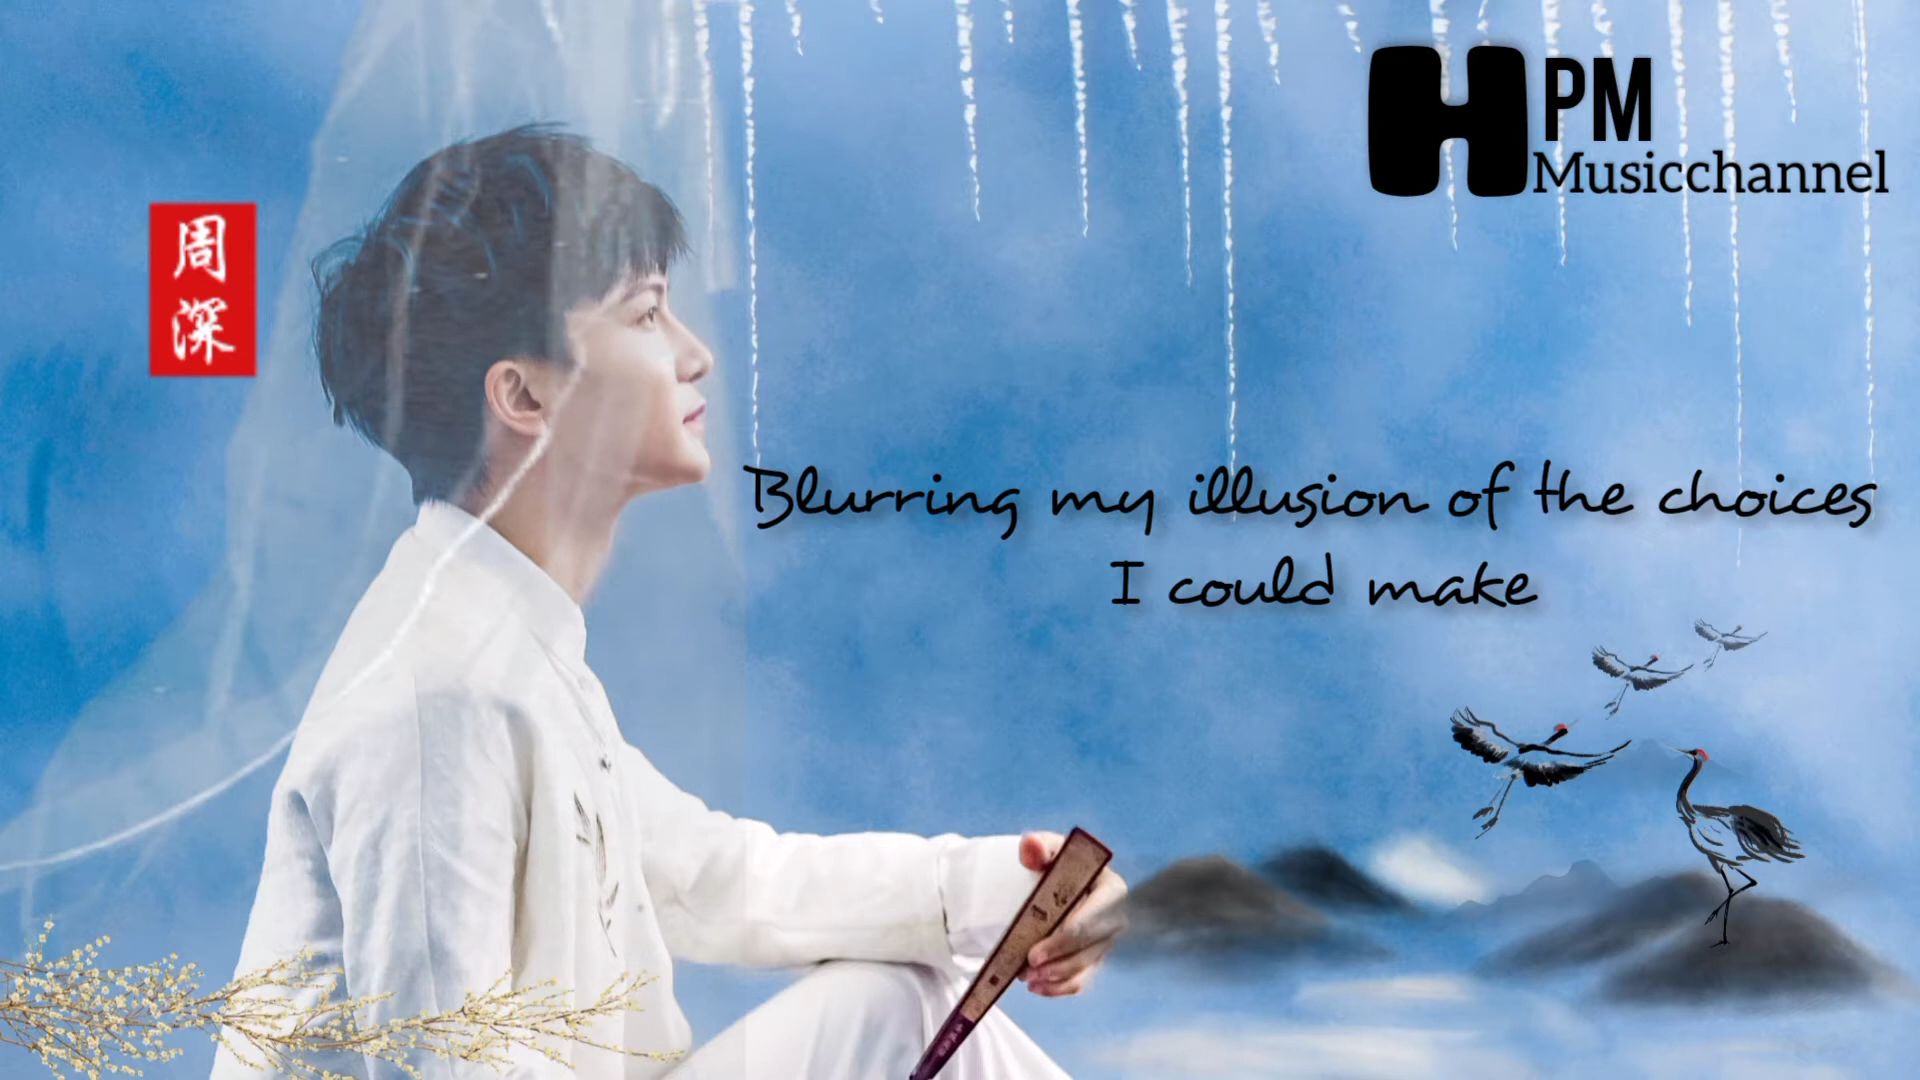 周
深
H PM
Musicchannel
Blurring my illusion of the choices
I could make